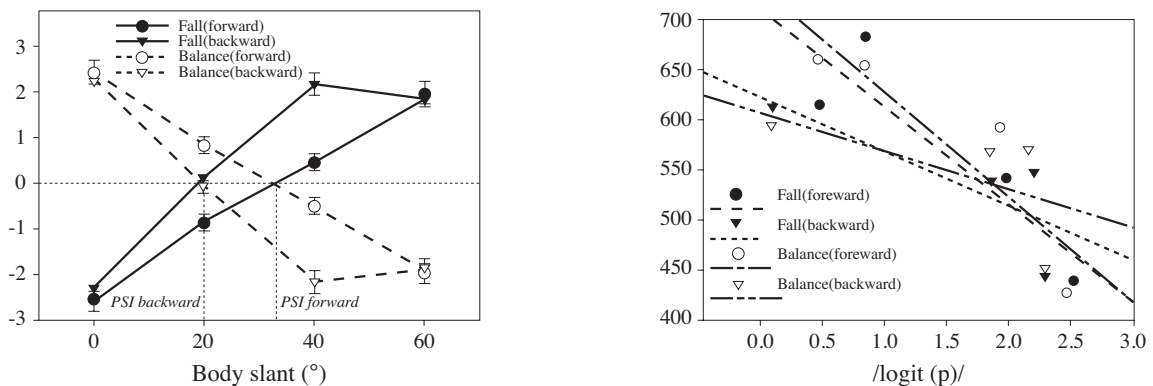 Fall(forward)
Fall(backward)
Balance(forward)
Balance(backward)
3
2
1
0
-1
-2
-3
PSI backward
PSI forward
0
20
40
60
Body slant (°)
700
650
600
550
500
450
400
Fall(foreward)
Fall(backward)
Balance(foreward)
Balance(backward)
0.0
0.5
1.0
1.5
2.0
2.5
3.0
/logit (p)/